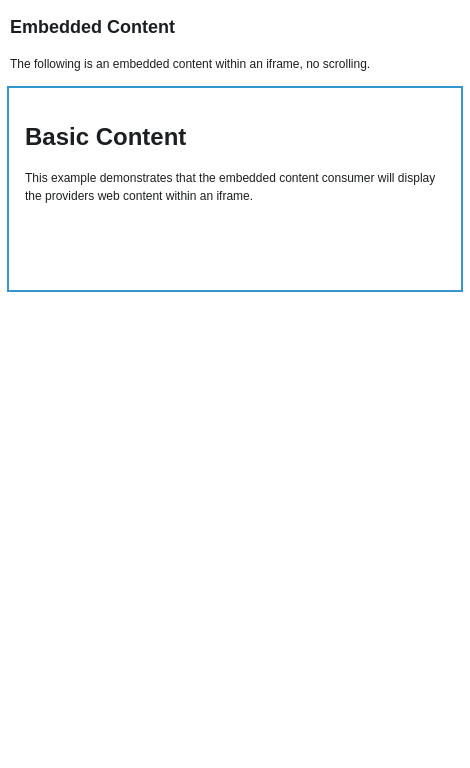 Embedded Content
The following is an embedded content within an iframe, no scrolling.
Basic Content
This example demonstrates that the embedded content consumer will display
the providers web content within an iframe.